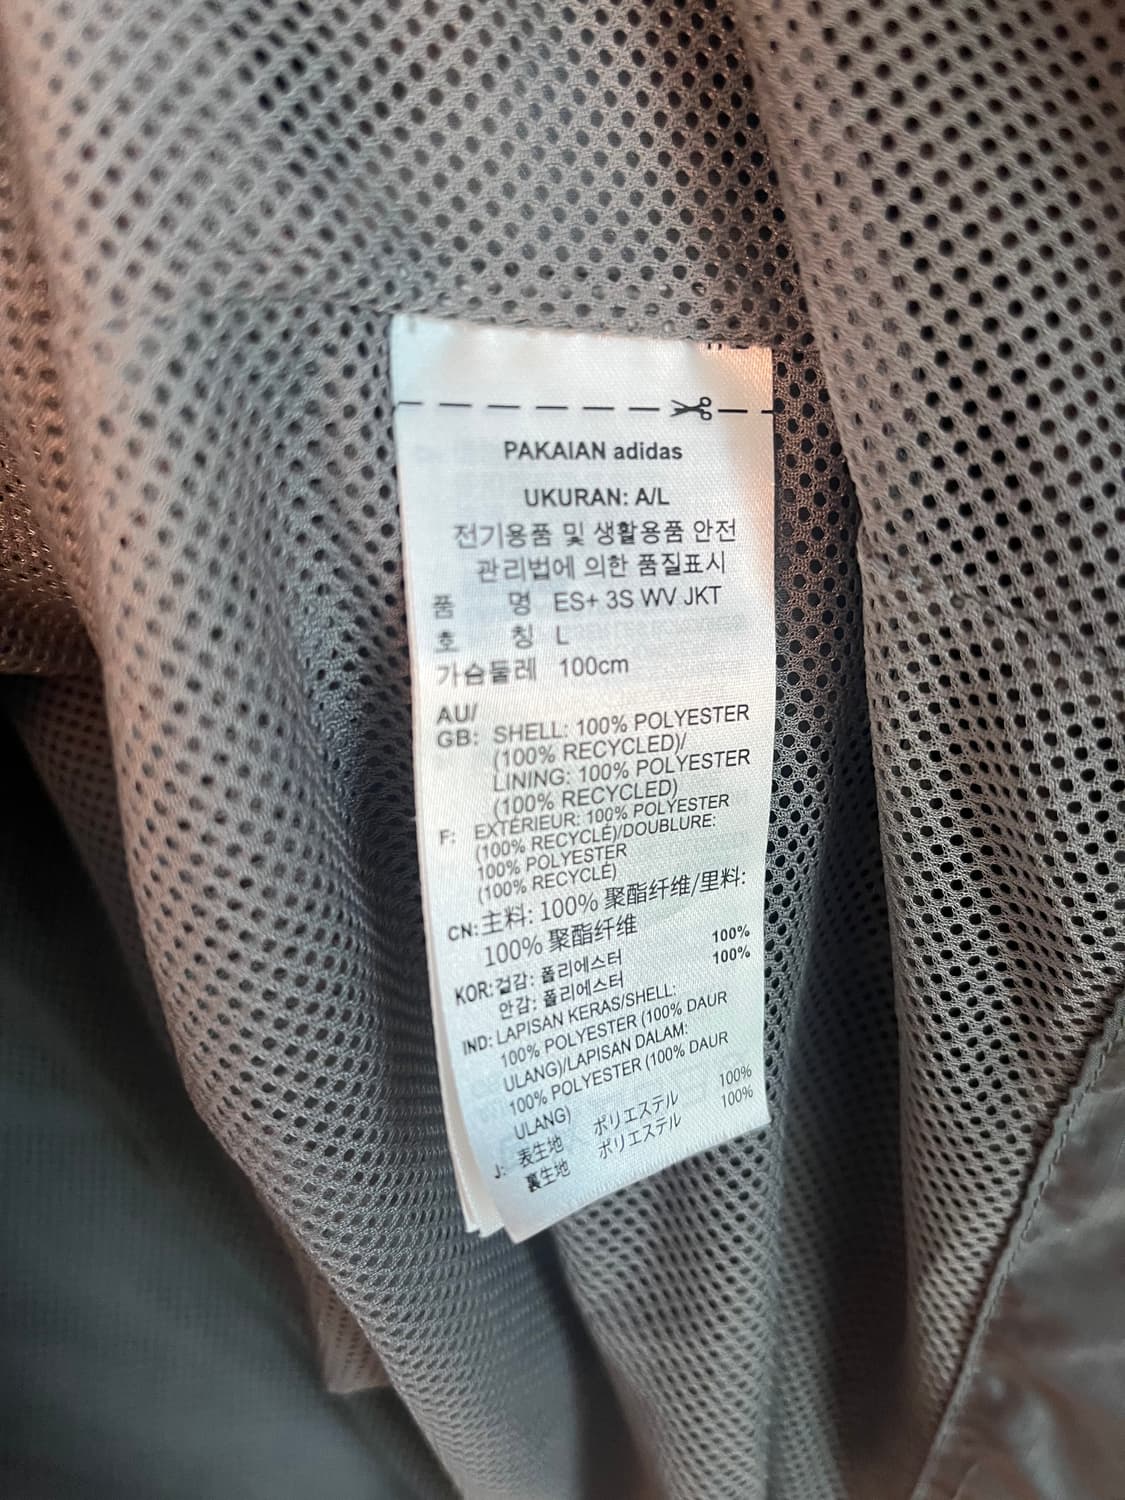 PAKAIAN adidas
UKURAN: A/L
전기용품 및 생활용품 안전
관리법에 의한 품질표시
품 명 ES+ 3S WV JKT
호 칭 L
가슴둘레 100cm
AU/
GB: SHELL: 100% POLYESTER
(100% RECYCLED)/
LINING: 100% POLYESTER
(100% RECYCLED)
F: EXTÉRIEUR: 100% POLYESTER
(100% RECYCLÉ)/DOUBLURE:
100% POLYESTER
(100% RECYCLÉ)
CN: 主料: 100% 聚酯纤维/里料:
100% 聚酯纤维
KOR: 겉감: 폴리에스터 100%
안감: 폴리에스터 100%
IND: LAPISAN KERAS/SHELL:
100% POLYESTER (100% DAUR
ULANG)/LAPISAN DALAM:
100% POLYESTER (100% DAUR
ULANG)
J: 表生地 ポリエステル 100%
裏生地 ポリエステル 100%